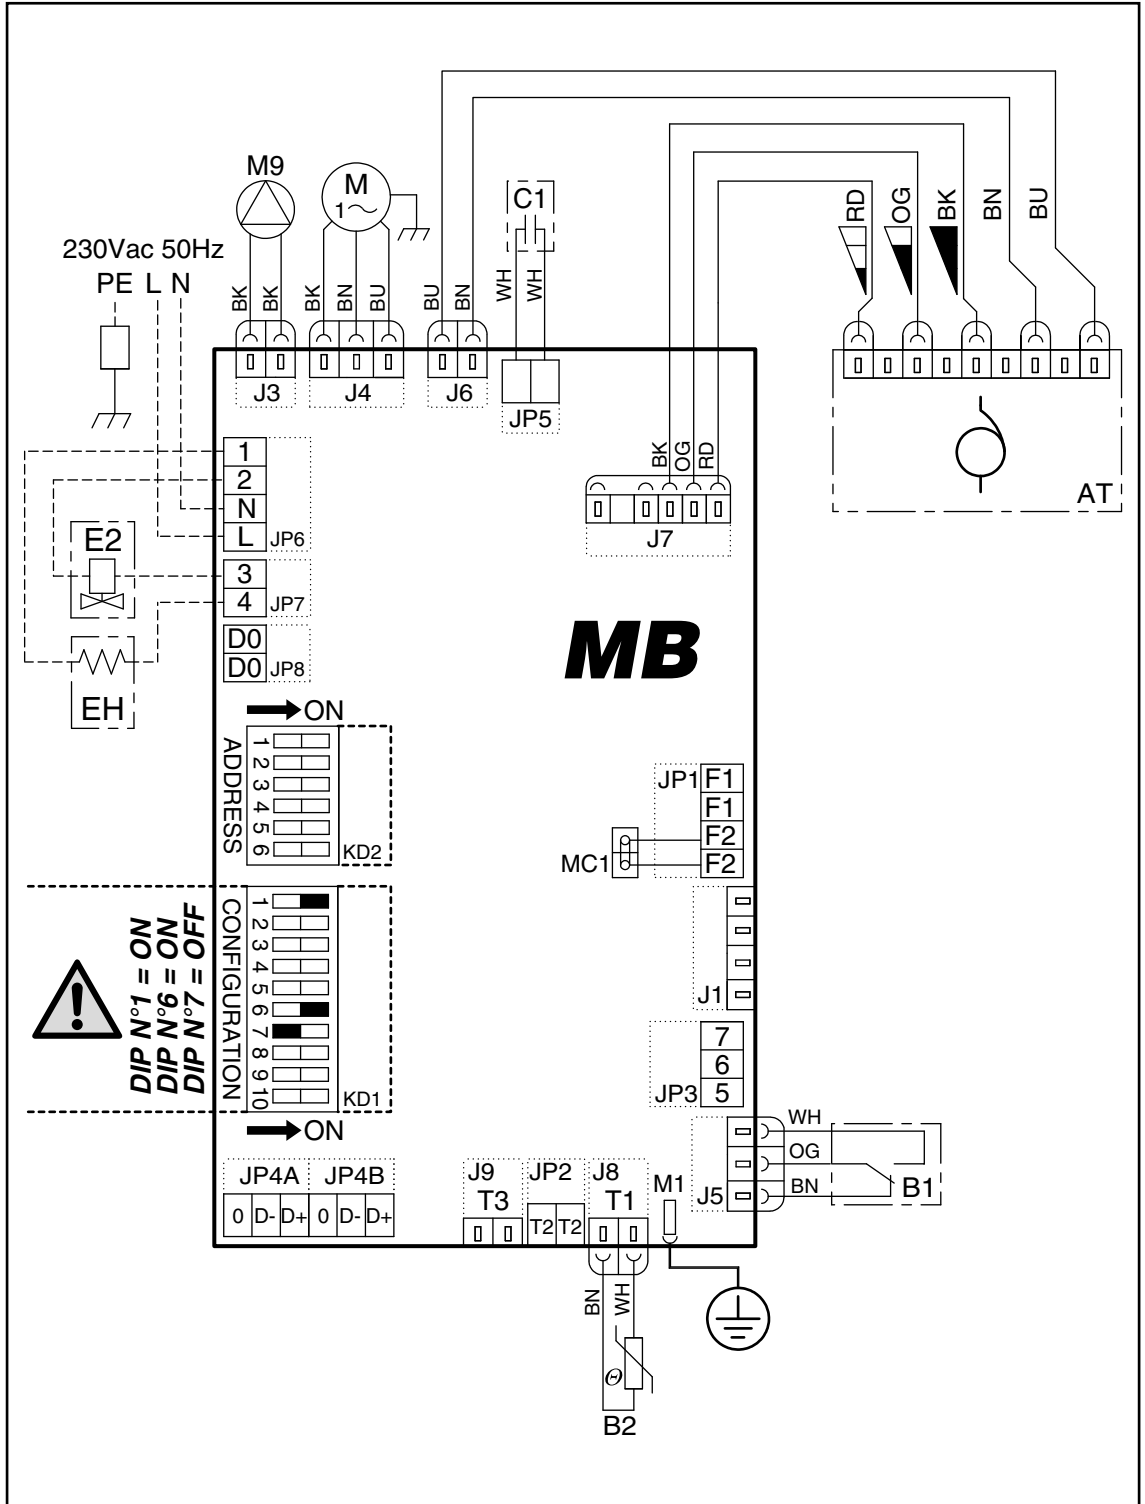 M9
M
1
C1
230Vac 50Hz
PE L N
BK
BK
BK
BN
BU
BU
BN
WH
WH
RD
OG
BK
BN
BU
J3
J4
J6
JP5
BK
OG
RD
J7
AT
1
2
N
L
JP6
E2
3
4
JP7
D0
D0
JP8
EH
MB
ON
ADDRESS
1
2
3
4
5
6
KD2
JP1
F1
F1
F2
F2
MC1
DIP N°1 = ON
DIP N°6 = ON
DIP N°7 = OFF
CONFIGURATION
1
2
3
4
5
6
7
8
9
10
KD1
ON
J1
7
6
5
JP3
WH
OG
BN
J5
B1
JP4A JP4B
0 D- D+ 0 D- D+
J9
T3
JP2
T2 T2
J8
T1
M1
BN
WH
Θ
B2